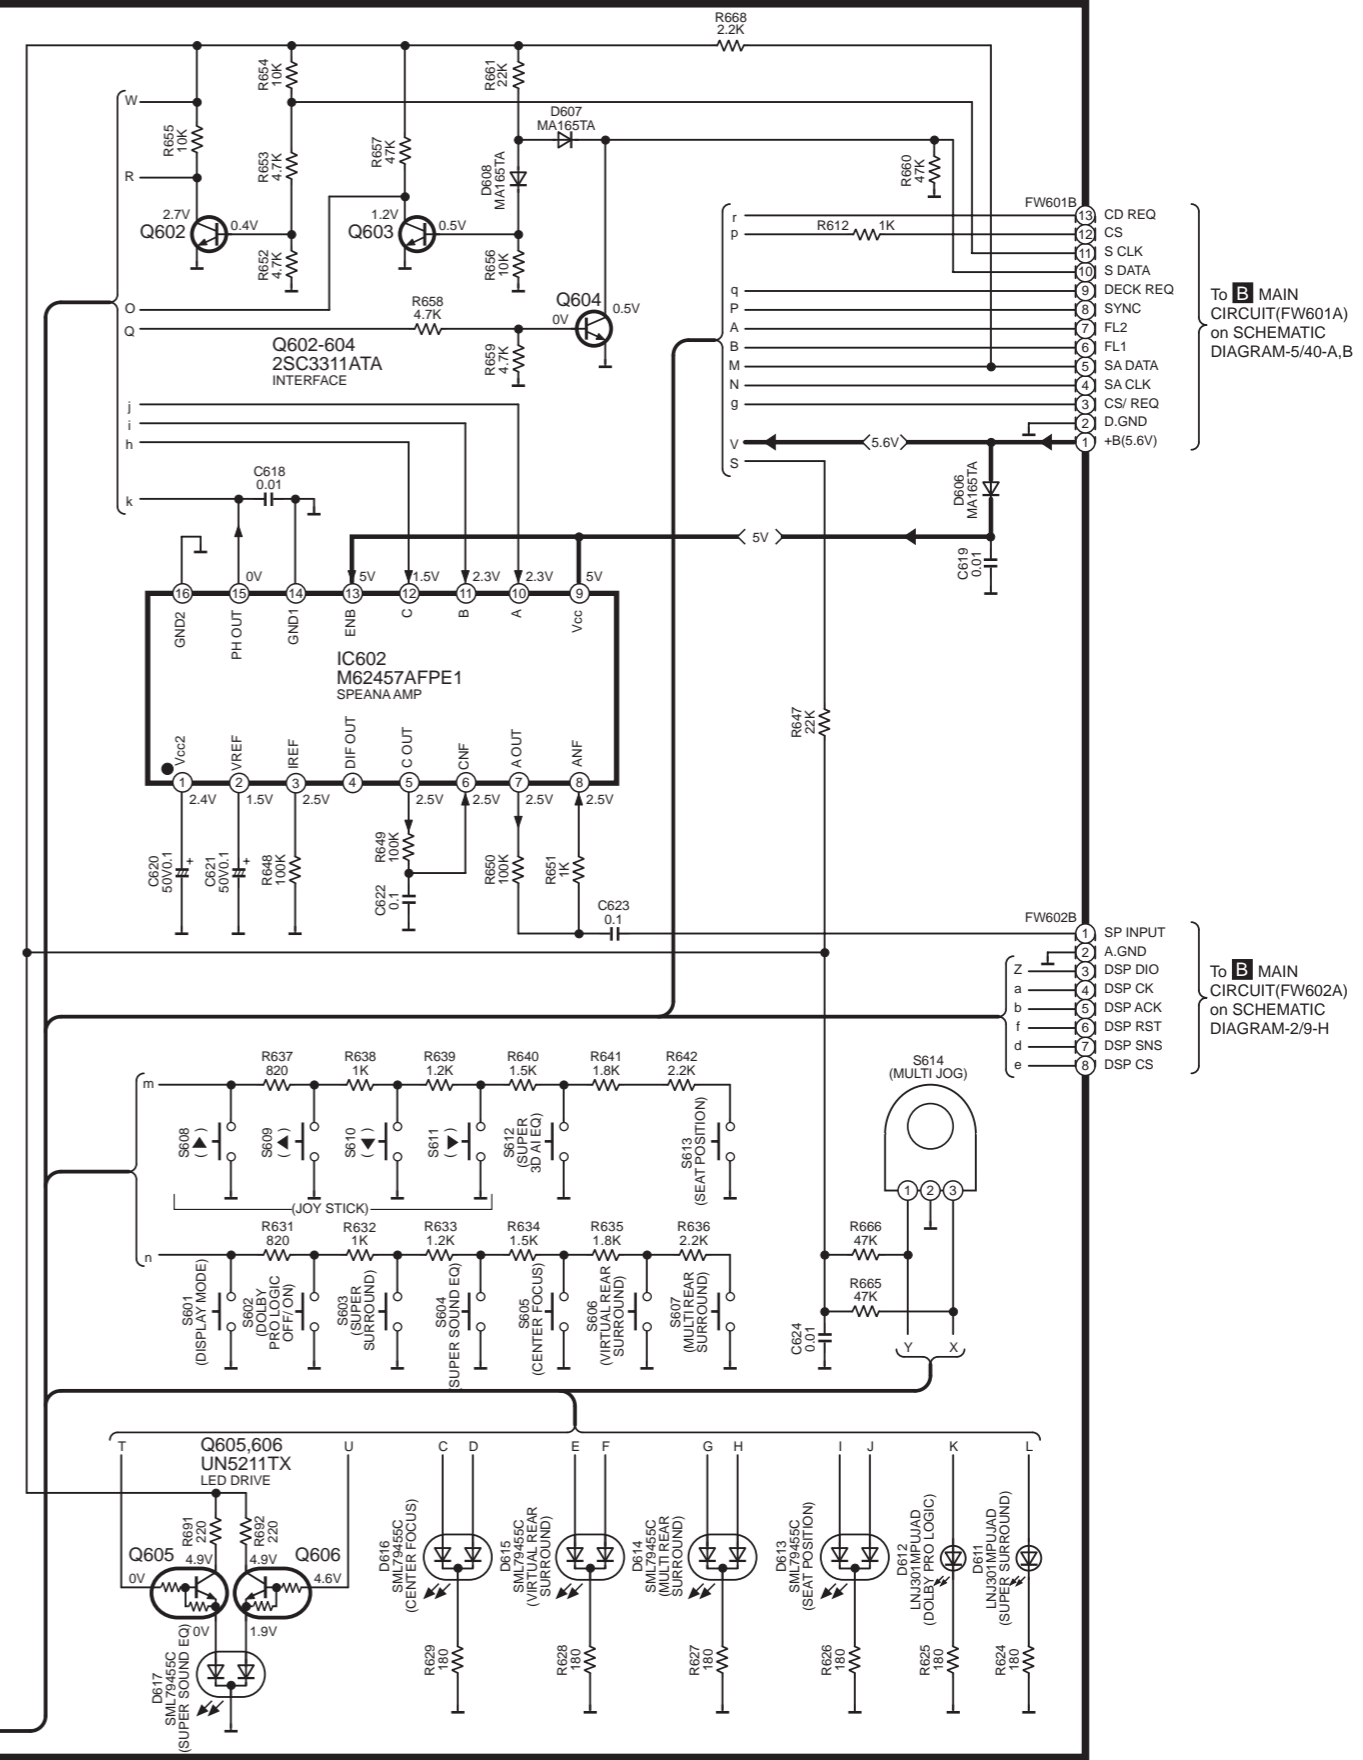 R668
2.2K
R654
10K
R661
22K
D607
MA165TA
W
R655
10K
R653
4.7K
R657
47K
D608
MA165TA
R660
47K
R
2.7V
Q602
0.4V
1.2V
Q603
0.5V
R652
4.7K
R656
10K
O
Q
R658
4.7K
Q604
0V
0.5V
R659
4.7K
Q602-604
2SC3311ATA
INTERFACE
j
i
h
k
C618
0.01
r
p
R612
1K
q
P
A
B
M
N
g
V
S
5.6V
FW601B
13 CD REQ
12 CS
11 S CLK
10 S DATA
9 DECK REQ
8 SYNC
7 FL2
6 FL1
5 SA DATA
4 SA CLK
3 CS/ REQ
2 D.GND
1 +B(5.6V)
To B MAIN
CIRCUIT(FW601A)
on SCHEMATIC
DIAGRAM-5/40-A,B
D606
MA165TA
5V
C619
0.01
0V
5V
1.5V
2.3V
2.3V
5V
16
15
14
13
12
11
10
9
GND2
PH OUT
GND1
ENB
C
B
A
Vcc
IC602
M62457AFPE1
SPEANA AMP
Vcc2
VREF
IREF
DIF OUT
C OUT
CNF
A OUT
ANF
1
2
3
4
5
6
7
8
2.4V
1.5V
2.5V
2.5V
2.5V
2.5V
2.5V
R647
22K
C620
50V0.1
+
C621
50V0.1
+
R648
100K
R649
100K
C622
0.1
R650
100K
R651
1K
C623
0.1
FW602B
1 SP INPUT
2 A.GND
Z 3 DSP DIO
a 4 DSP CK
b 5 DSP ACK
f 6 DSP RST
d 7 DSP SNS
e 8 DSP CS
To B MAIN
CIRCUIT(FW602A)
on SCHEMATIC
DIAGRAM-2/9-H
m
R637
820
R638
1K
R639
1.2K
R640
1.5K
R641
1.8K
R642
2.2K
S608
(▲)
S609
(◀)
S610
(▼)
S611
(▶)
S612
(SUPER
3D AI EQ)
S613
(SEAT POSITION)
(JOY STICK)
S614
(MULTI JOG)
1
2
3
n
R631
820
R632
1K
R633
1.2K
R634
1.5K
R635
1.8K
R636
2.2K
S601
(DISPLAY MODE)
S602
(DOLBY
PRO LOGIC
OFF/ ON)
S603
(SUPER
SURROUND)
S604
(SUPER SOUND EQ)
S605
(CENTER FOCUS)
S606
(VIRTUAL REAR
SURROUND)
S607
(MULTI REAR
SURROUND)
R666
47K
R665
47K
C624
0.01
Y
X
T
Q605,606
UN5211TX
LED DRIVE
U
C
D
E
F
G
H
I
J
K
L
R691
220
R692
220
Q605
4.9V
4.9V
Q606
0V
4.6V
0V
1.9V
D617
SML79455C
(SUPER SOUND EQ)
D616
SML79455C
(CENTER FOCUS)
D615
SML79455C
(VIRTUAL REAR
SURROUND)
D614
SML79455C
(MULTI REAR
SURROUND)
D613
SML79455C
(SEAT POSITION)
D612
LNJ301MPUJAD
(DOLBY PRO LOGIC)
D611
LNJ301MPUJAD
(SUPER SURROUND)
R629
180
R628
180
R627
180
R626
180
R625
180
R624
180